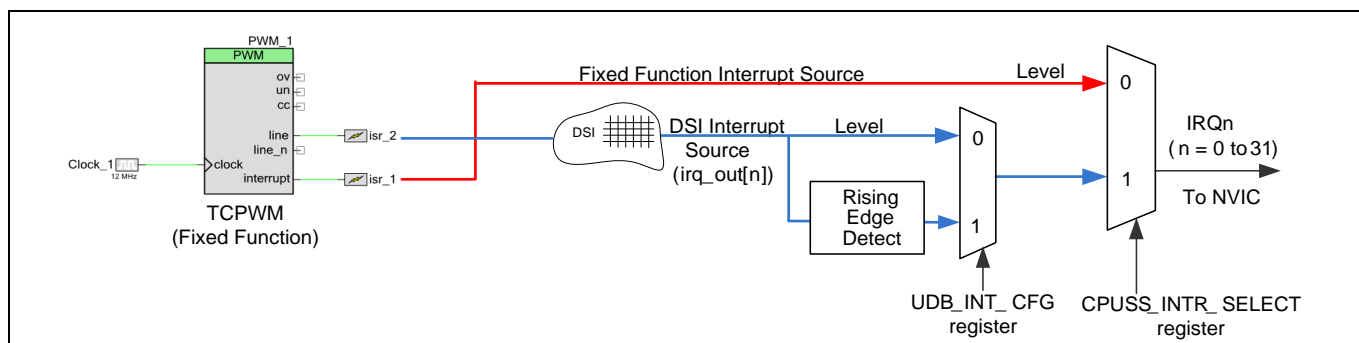 PWM_1
PWM
ov
un
cc
line
line_n
clock
interrupt
Clock_1
12 MHz
isr_2
isr_1
TCPWM
(Fixed Function)
Fixed Function Interrupt Source
Level
DSI
DSI Interrupt
Source
(irq_out[n])
Level
Rising
Edge
Detect
0
1
UDB_INT_ CFG
register
0
1
CPUSS_INTR_ SELECT
register
IRQn
( n = 0 to 31)
To NVIC